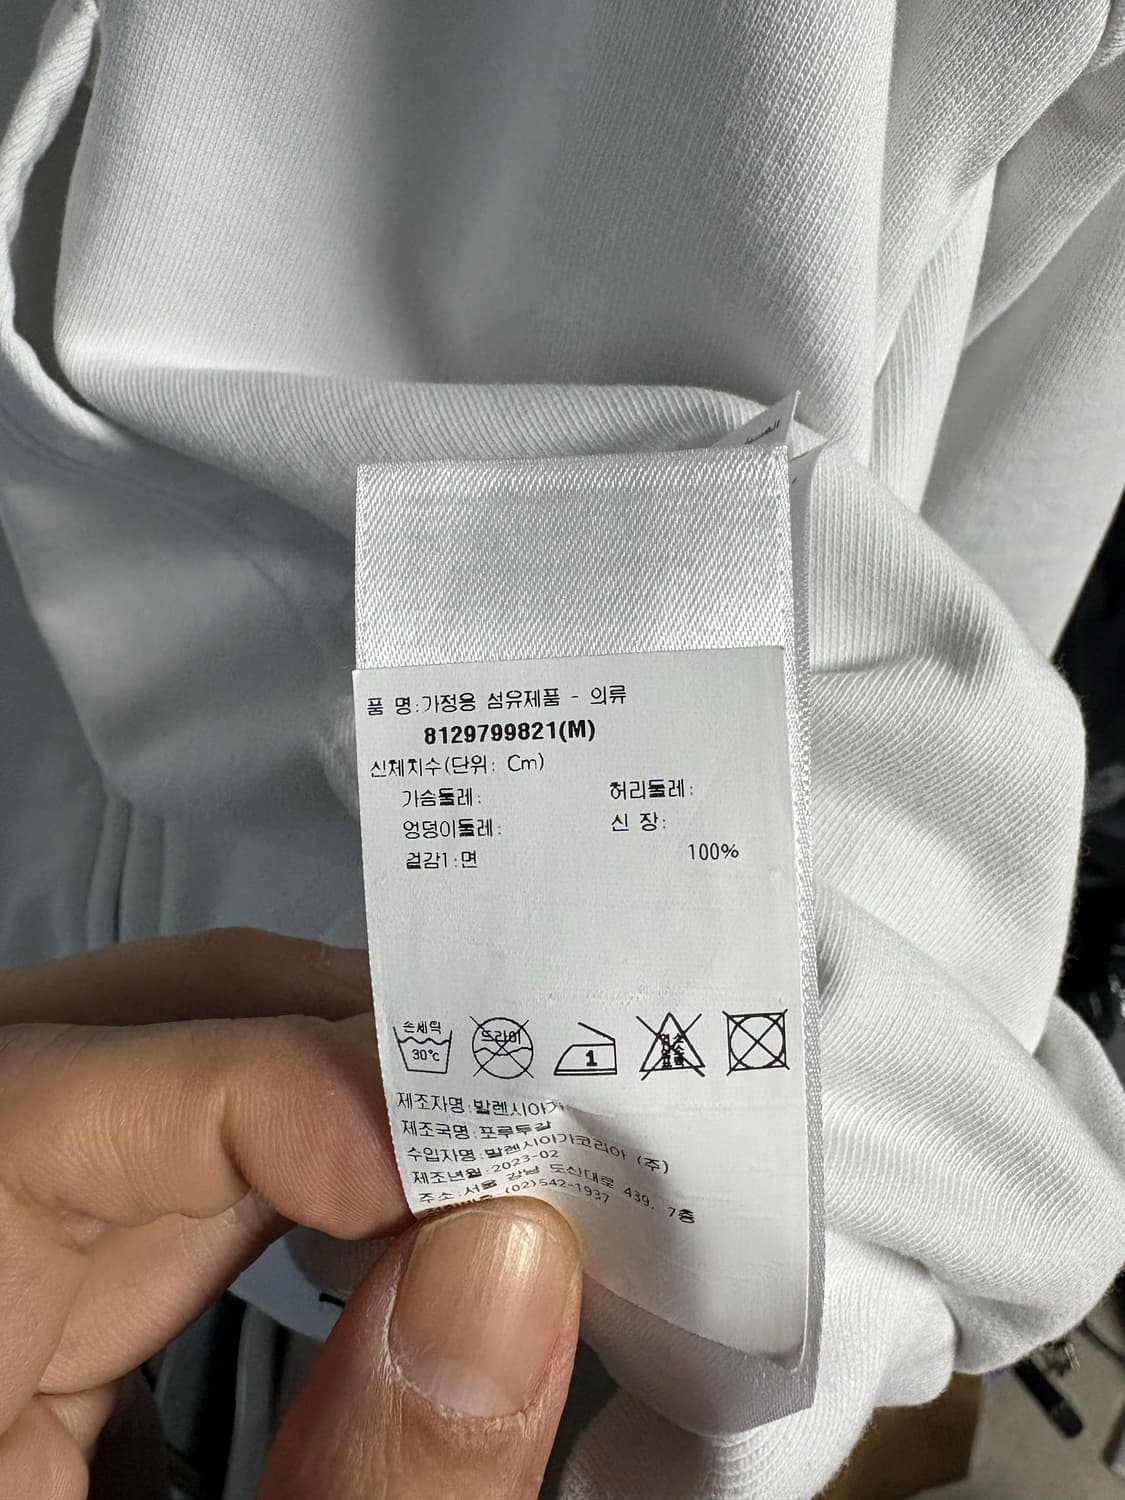 품 명:가정용 섬유제품 - 의류
8129799821(M)
신체치수(단위: Cm)
가슴둘레: 허리둘레:
엉덩이둘레: 신 장:
겉감1:면 100%
손세탁 30℃ 드라이 1 염소표백
제조자명:발렌시아가
제조국명:포루투갈
수입자명:발렌시아가코리아 (주)
제조년월:2023-02
주소:서울 강남 도산대로 439, 7층
(02)542-1937